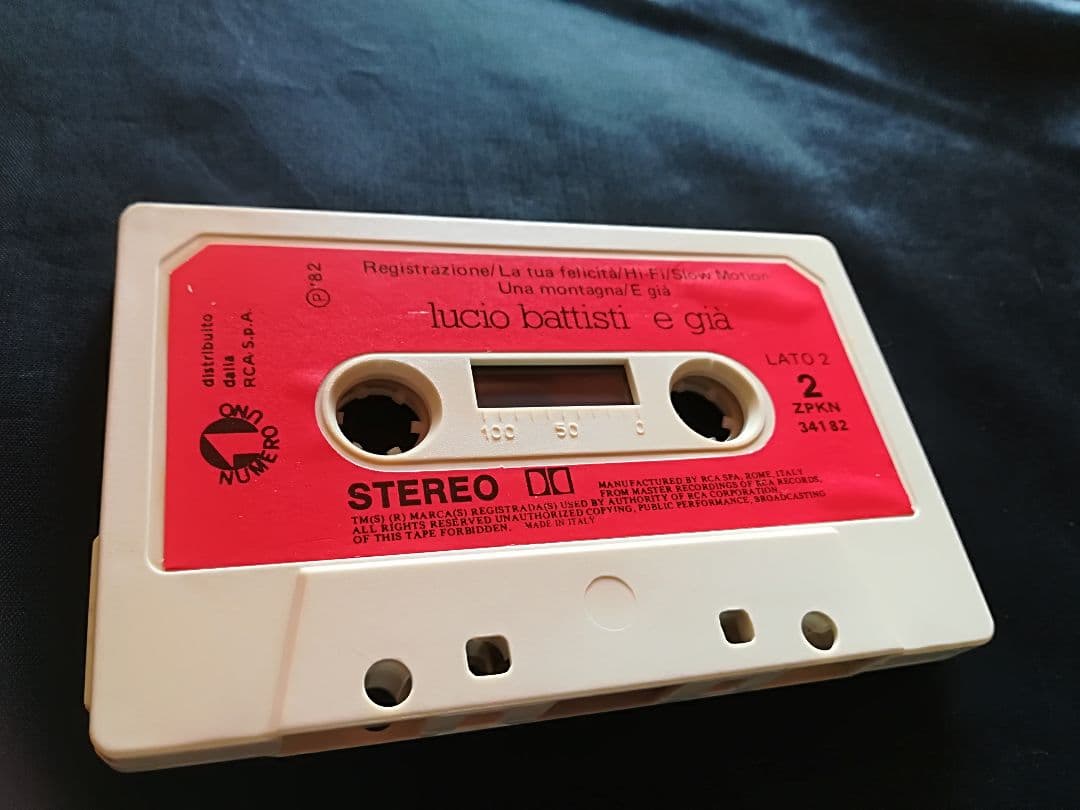 Registrazione/La tua felicità/Hi-Fi/Slow Motion
Una montagna/E già
lucio battisti e già
Ⓟ'82
distribuito
dalla
RCA·S.p.A.
NUMERO UNO
LATO 2
2
ZPKN
34182
100 50 0
STEREO
MANUFACTURED BY RCA SPA, ROME, ITALY
FROM MASTER RECORDINGS OF RCA RECORDS,
TM(S) (R) MARCA(S) REGISTRADA(S) USED BY AUTHORITY OF RCA CORPORATION.
ALL RIGHTS RESERVED UNAUTHORIZED COPYING, PUBLIC PERFORMANCE, BROADCASTING
OF THIS TAPE FORBIDDEN. MADE IN ITALY